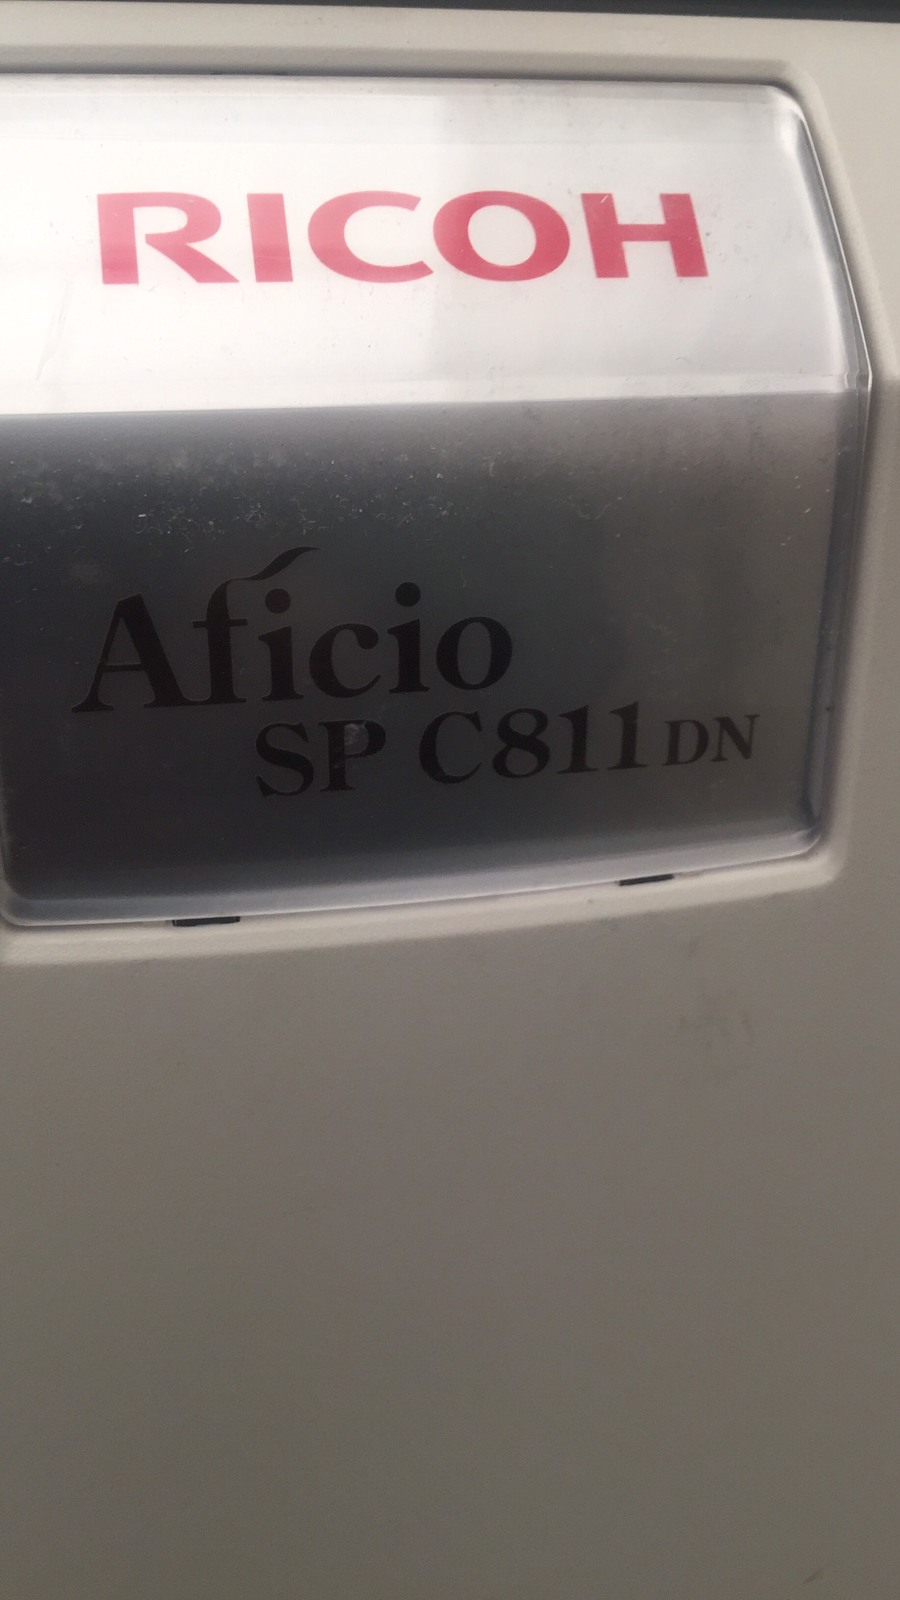 RICOH
Aficio
SP C811DN